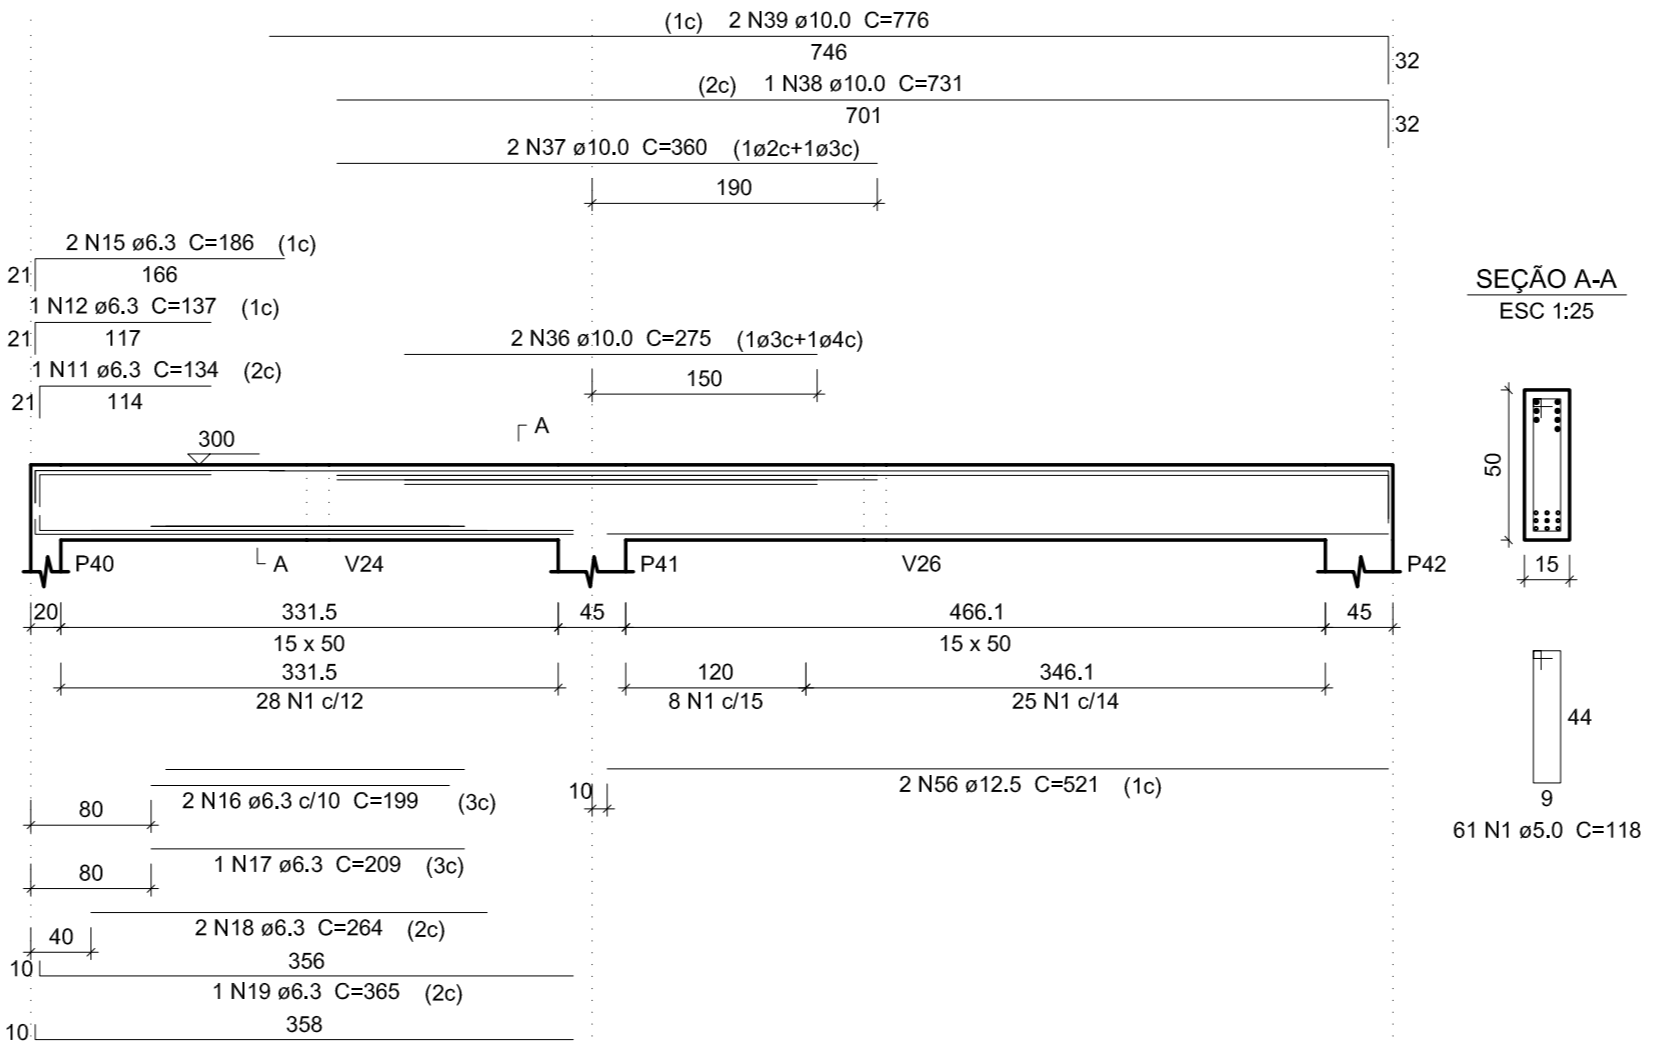 (1c) 2 N39 ø10.0 C=776
746
32
(2c) 1 N38 ø10.0 C=731
701
32
2 N37 ø10.0 C=360 (1ø2c+1ø3c)
190
2 N15 ø6.3 C=186 (1c)
21
166
1 N12 ø6.3 C=137 (1c)
21
117
1 N11 ø6.3 C=134 (2c)
21
114
2 N36 ø10.0 C=275 (1ø3c+1ø4c)
150
SEÇÃO A-A
ESC 1:25
A
300
50
15
P40
A
V24
P41
V26
P42
20
331.5
45
466.1
45
15 x 50
15 x 50
331.5
120
346.1
28 N1 c/12
8 N1 c/15
25 N1 c/14
44
9
61 N1 ø5.0 C=118
2 N16 ø6.3 c/10 C=199 (3c)
80
10
2 N56 ø12.5 C=521 (1c)
1 N17 ø6.3 C=209 (3c)
80
2 N18 ø6.3 C=264 (2c)
40
10
356
1 N19 ø6.3 C=365 (2c)
358
10